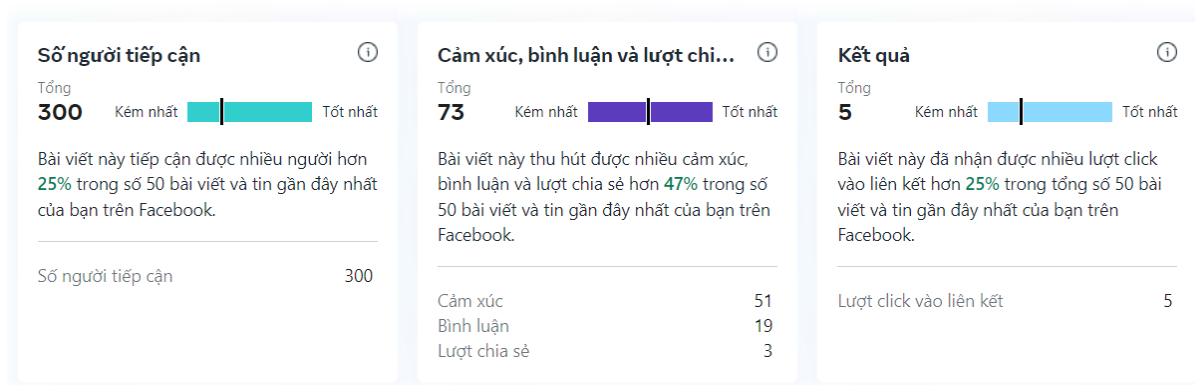 Số người tiếp cận
Tổng
300
Kém nhất
Tốt nhất
Bài viết này tiếp cận được nhiều người hơn
25% trong số 50 bài viết và tin gần đây nhất
của bạn trên Facebook.
Số người tiếp cận 300
Cảm xúc, bình luận và lượt chi...
Tổng
73
Kém nhất
Tốt nhất
Bài viết này thu hút được nhiều cảm xúc,
bình luận và lượt chia sẻ hơn 47% trong số
50 bài viết và tin gần đây nhất của bạn trên
Facebook.
Cảm xúc 51
Bình luận 19
Lượt chia sẻ 3
Kết quả
Tổng
5
Kém nhất
Tốt nhất
Bài viết này đã nhận được nhiều lượt click
vào liên kết hơn 25% trong tổng số 50 bài
viết và tin gần đây nhất của bạn trên
Facebook.
Lượt click vào liên kết 5